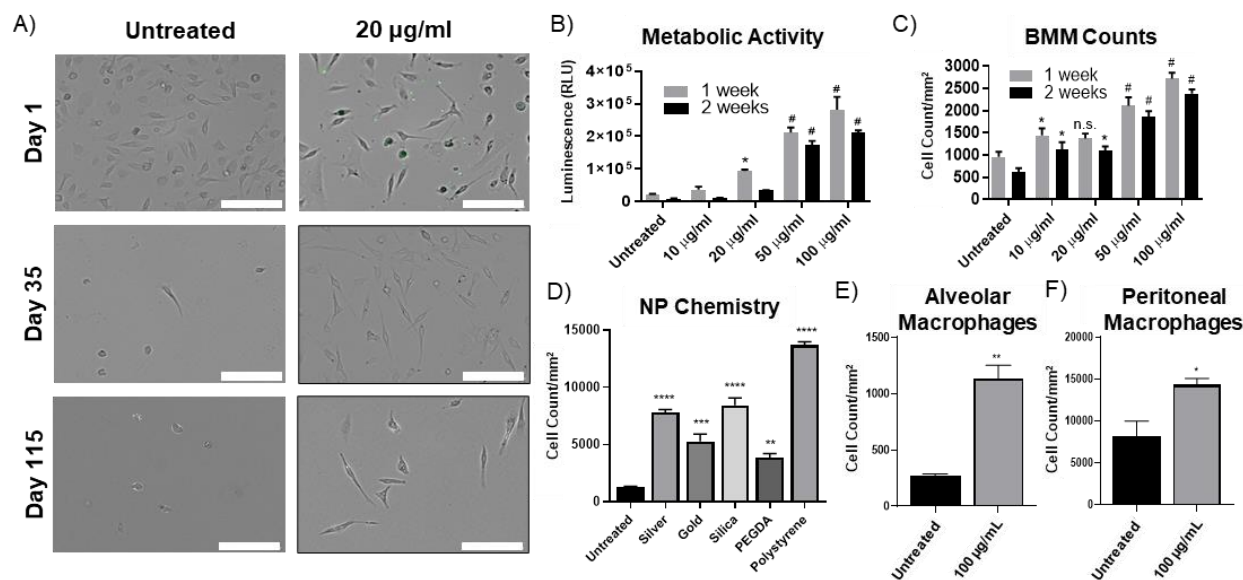 A)
Untreated
20 µg/ml
Day 1
Day 35
Day 115
B)
Metabolic Activity
Luminescence (RLU)
4×10⁵
3×10⁵
2×10⁵
1×10⁵
0
1 week
2 weeks
*
#
#
#
#
Untreated
10 µg/ml
20 µg/ml
50 µg/ml
100 µg/ml
C)
BMM Counts
Cell Count/mm²
3000
2500
2000
1500
1000
500
0
1 week
2 weeks
*
*
n.s.
*
#
#
#
#
Untreated
10 µg/ml
20 µg/ml
50 µg/ml
100 µg/ml
D)
NP Chemistry
Cell Count/mm²
15000
10000
5000
0
****
***
****
**
****
Untreated
Silver
Gold
Silica
PEGDA
Polystyrene
E)
Alveolar
Macrophages
Cell Count/mm²
1500
1000
500
0
**
Untreated
100 µg/mL
F)
Peritoneal
Macrophages
Cell Count/mm²
20000
15000
10000
5000
0
*
Untreated
100 µg/mL